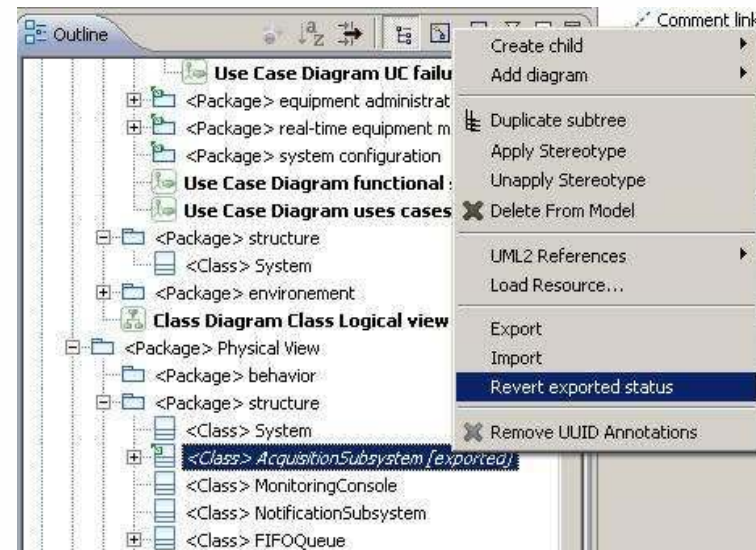 Outline
Use Case Diagram UC failu
<Package> equipment administrat
<Package> real-time equipment m
<Package> system configuration
Use Case Diagram functional
Use Case Diagram uses cases
<Package> structure
<Class> System
<Package> environement
Class Diagram Class Logical view
<Package> Physical View
<Package> behavior
<Package> structure
<Class> System
<Class> AcquisitionSubsystem [exported]
<Class> MonitoringConsole
<Class> NotificationSubsystem
<Class> FIFOQueue
Comment link
Create child
Add diagram
Duplicate subtree
Apply Stereotype
Unapply Stereotype
Delete From Model
UML2 References
Load Resource...
Export
Import
Revert exported status
Remove UUID Annotations